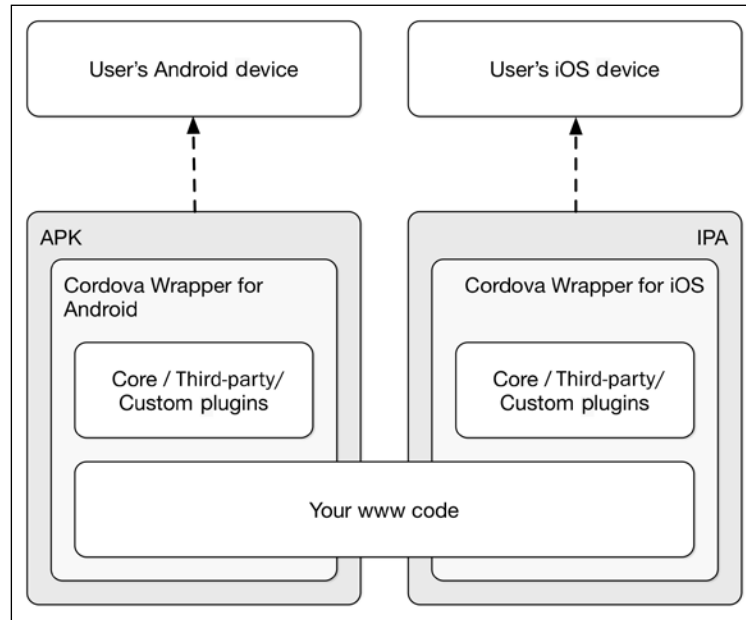 User's Android device
User's iOS device
APK
IPA
Cordova Wrapper for
Android
Cordova Wrapper for iOS
Core / Third-party/
Custom plugins
Core / Third-party/
Custom plugins
Your www code